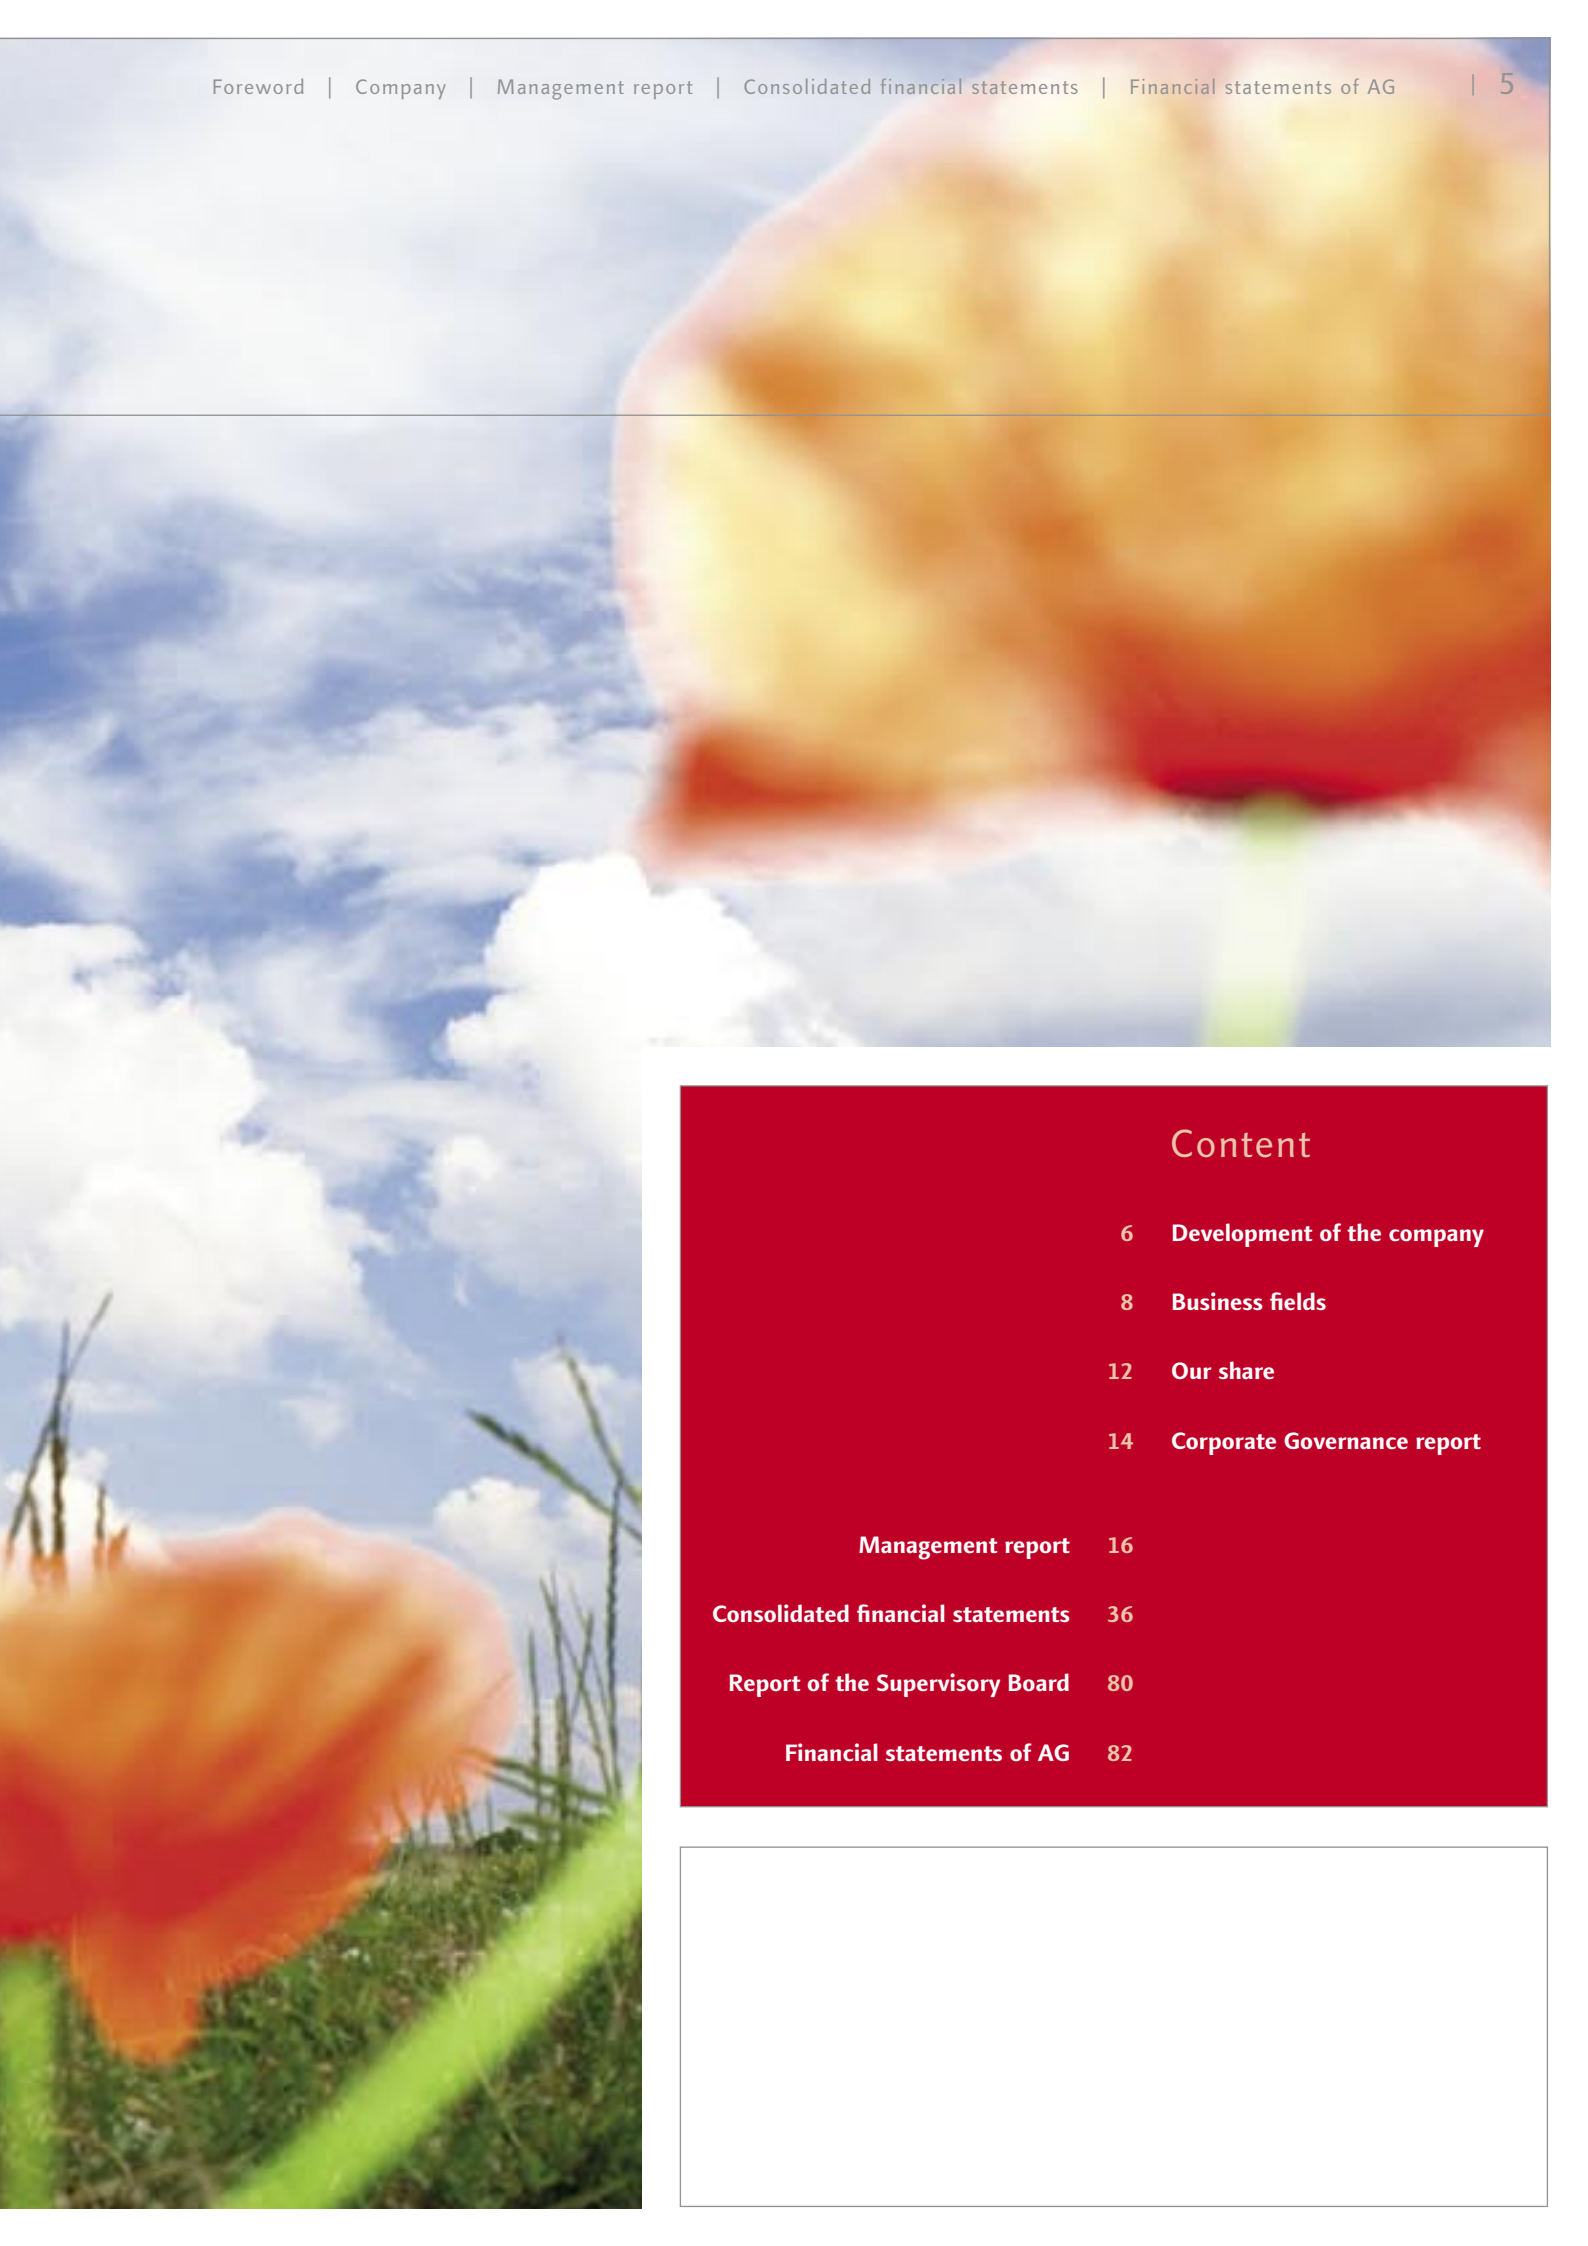 Foreword | Company | Management report | Consolidated financial statements | Financial statements of AG | 5
Content
6 Development of the company
8 Business fields
12 Our share
14 Corporate Governance report
Management report 16
Consolidated financial statements 36
Report of the Supervisory Board 80
Financial statements of AG 82